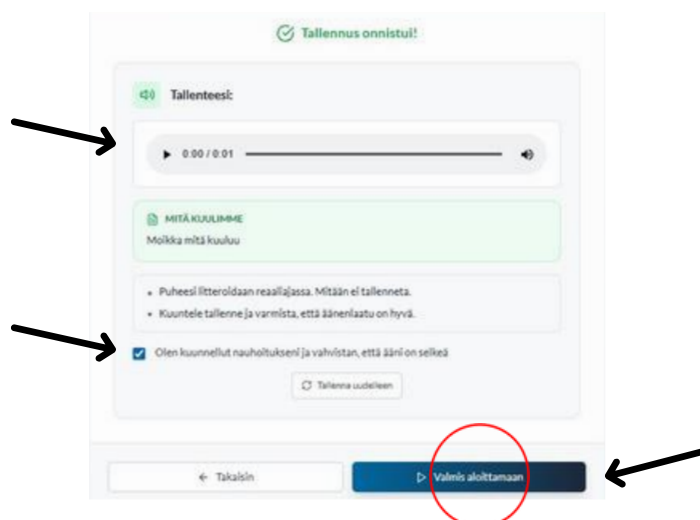 Tallennus onnistui!
Tallenteesi:
0:00 / 0:01
MITÄ KUULIMME
Moikka mitä kuuluu
Puheesi litteroidaan reaaliajassa. Mitään ei tallenneta.
Kuuntele tallenne ja varmista, että äänenlaatu on hyvä.
Olen kuunnellut nauhoitukseni ja vahvistan, että ääni on selkeä
Tallenna uudelleen
Takaisin
Valmis aloittamaan